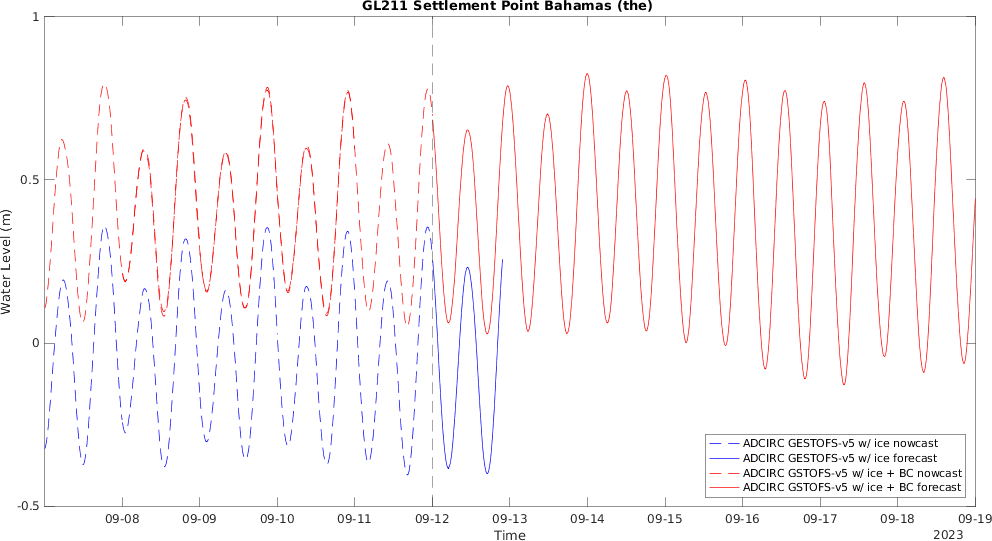 GL211 Settlement Point Bahamas (the)
1
0.5
0
-0.5
Water Level (m)
09-08 09-09 09-10 09-11 09-12 09-13 09-14 09-15 09-16 09-17 09-18 09-19
Time
2023
ADCIRC GESTOFS-v5 w/ ice nowcast
ADCIRC GESTOFS-v5 w/ ice forecast
ADCIRC GSTOFS-v5 w/ ice + BC nowcast
ADCIRC GSTOFS-v5 w/ ice + BC forecast